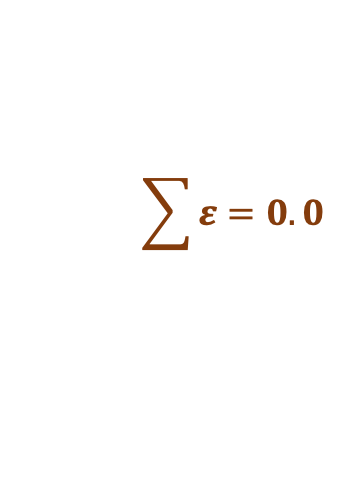 ∑ ε = 0.0